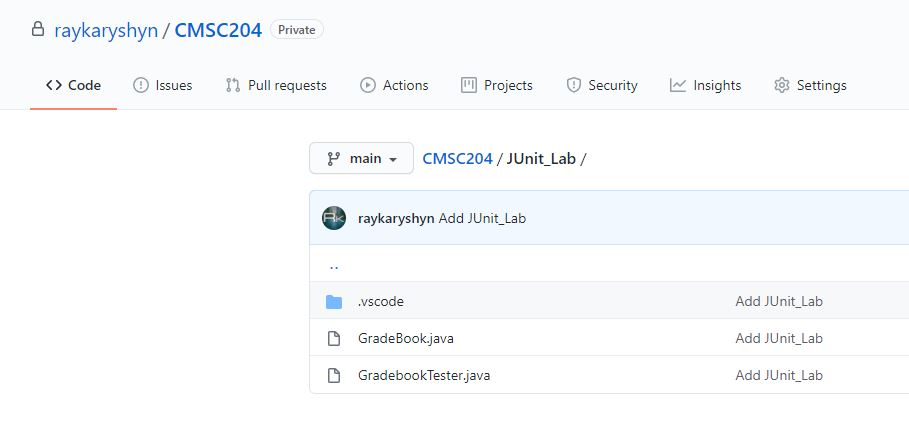 raykaryshyn / CMSC204 Private
Code Issues Pull requests Actions Projects Security Insights Settings
main CMSC204 / JUnit_Lab /
RK raykaryshyn Add JUnit_Lab
..
.vscode Add JUnit_Lab
GradeBook.java Add JUnit_Lab
GradebookTester.java Add JUnit_Lab